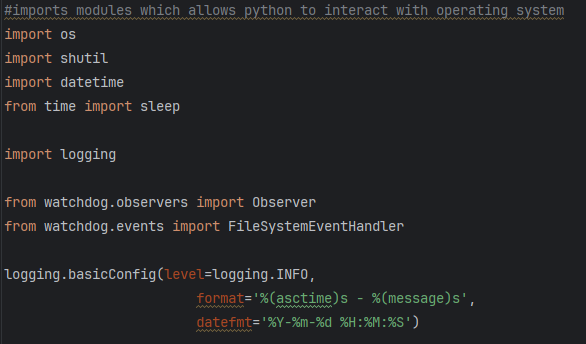 #imports modules which allows python to interact with operating system
import os
import shutil
import datetime
from time import sleep
import logging
from watchdog.observers import Observer
from watchdog.events import FileSystemEventHandler
logging.basicConfig(level=logging.INFO,
format='%(asctime)s - %(message)s',
datefmt='%Y-%m-%d %H:%M:%S')